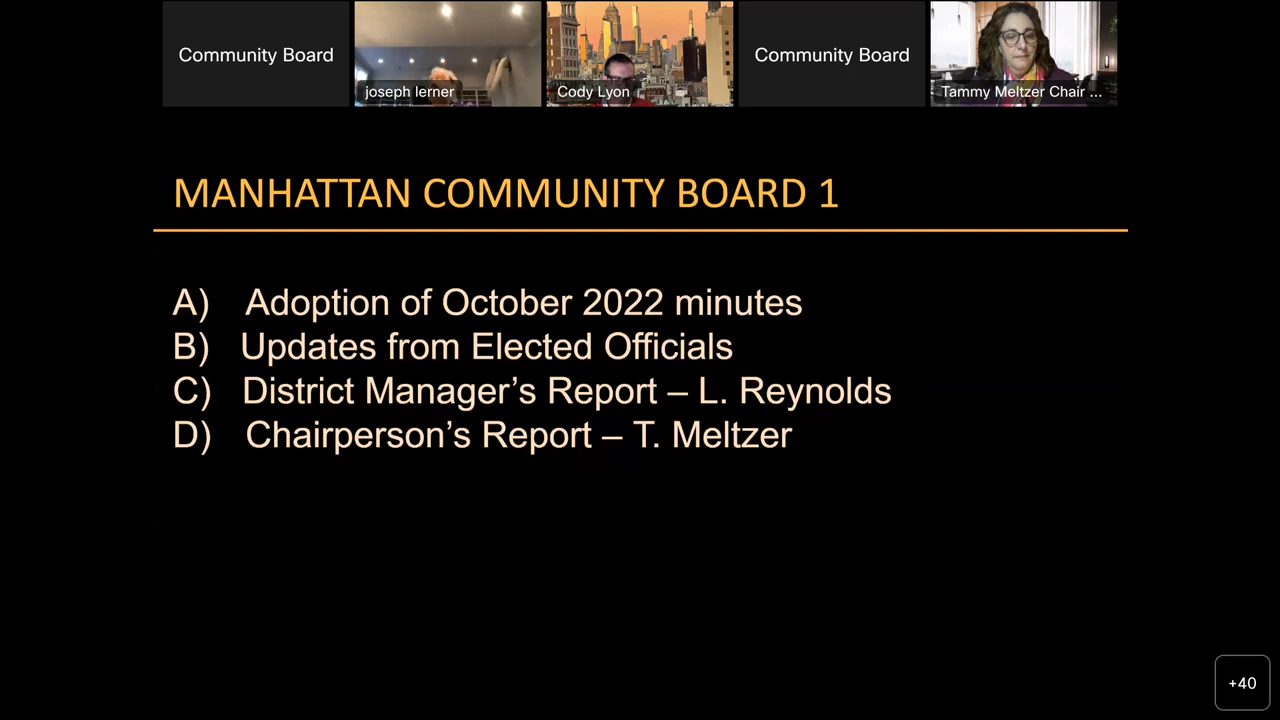 Community Board
joseph lerner
Cody Lyon
Community Board
Tammy Meltzer Chair ...
MANHATTAN COMMUNITY BOARD 1
A) Adoption of October 2022 minutes
B) Updates from Elected Officials
C) District Manager’s Report – L. Reynolds
D) Chairperson’s Report – T. Meltzer
+40